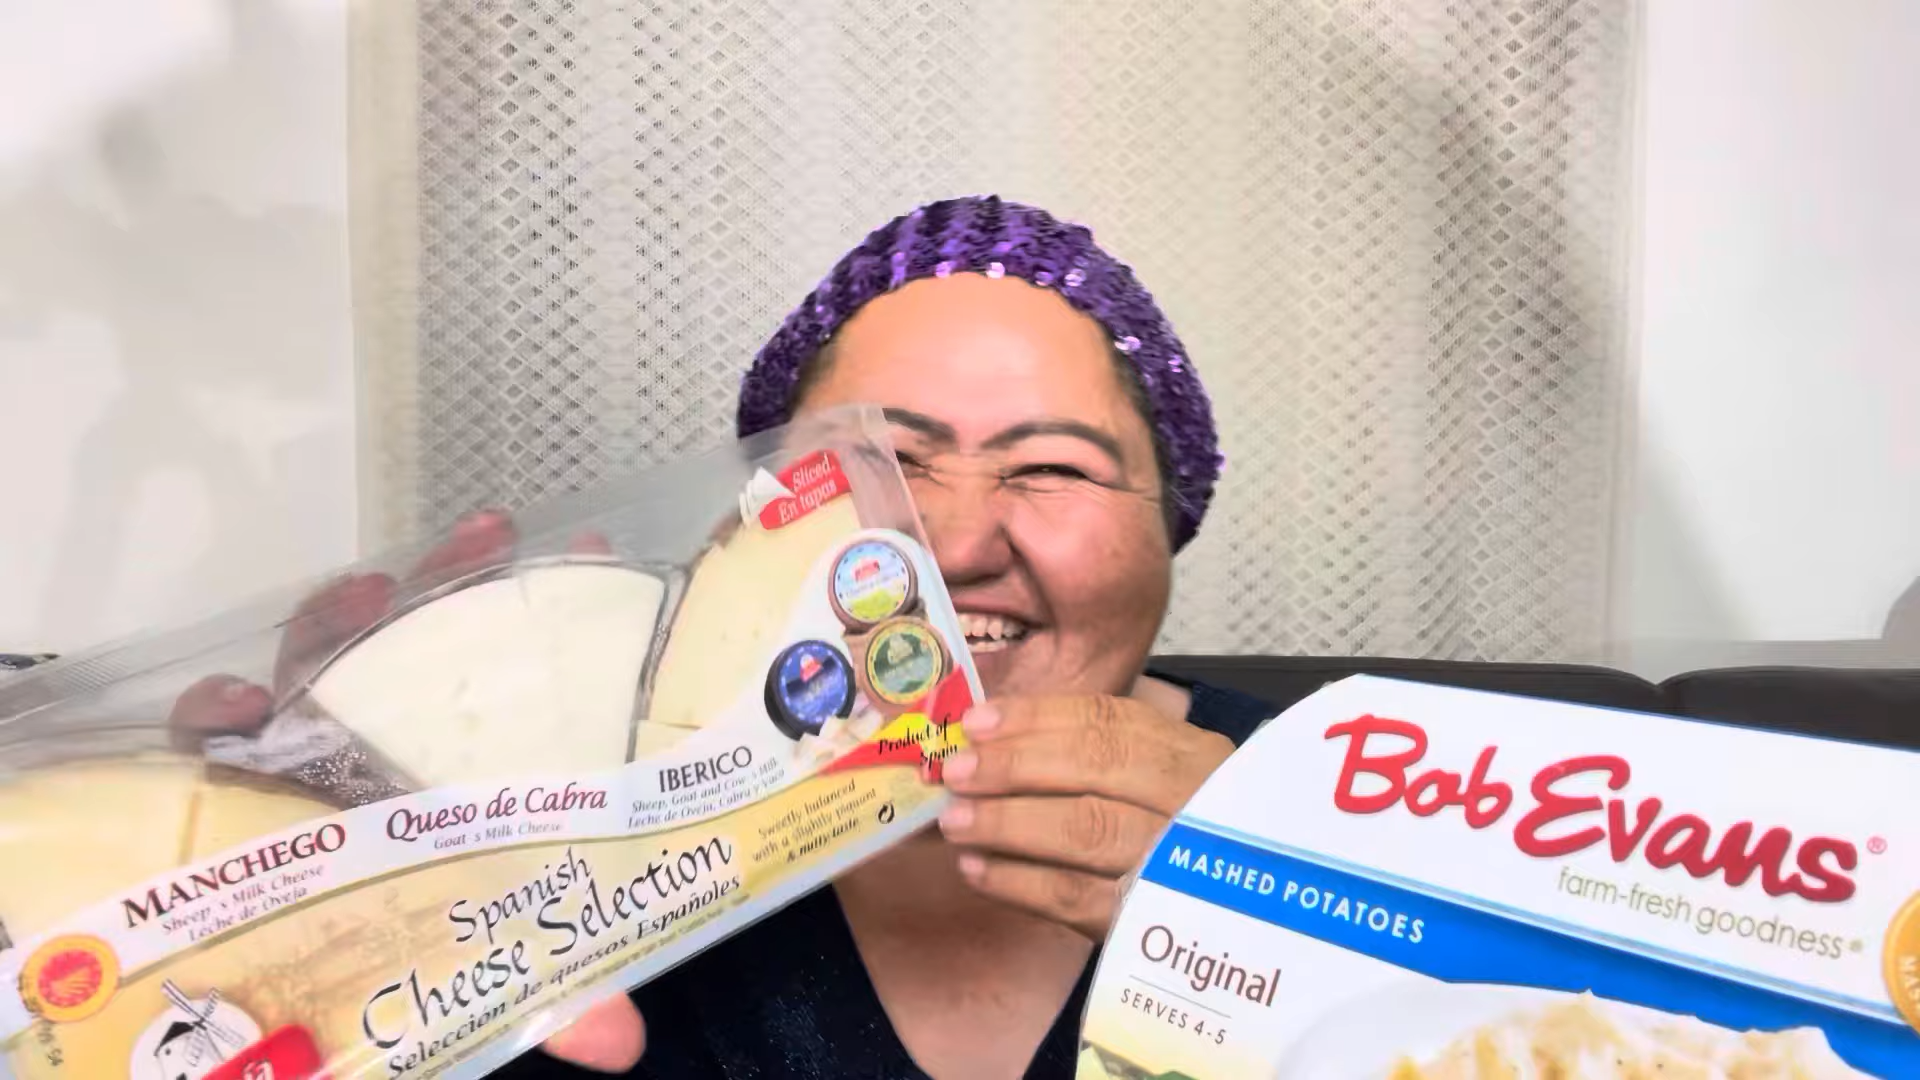 Sliced.
En tapas
Product of
Spain
MANCHEGO
Sheep's Milk Cheese
Leche de Oveja
Queso de Cabra
Goat's Milk Cheese
IBERICO
Sheep, Goat and Cow's Milk
Leche de Oveja, Cabra y Vaca
Spanish
Cheese Selection
Selección de quesos Españoles
Sweetly balanced
with a slightly piquant
& nutty taste.
Bob Evans®
farm-fresh goodness®
MASHED POTATOES
Original
SERVES 4-5